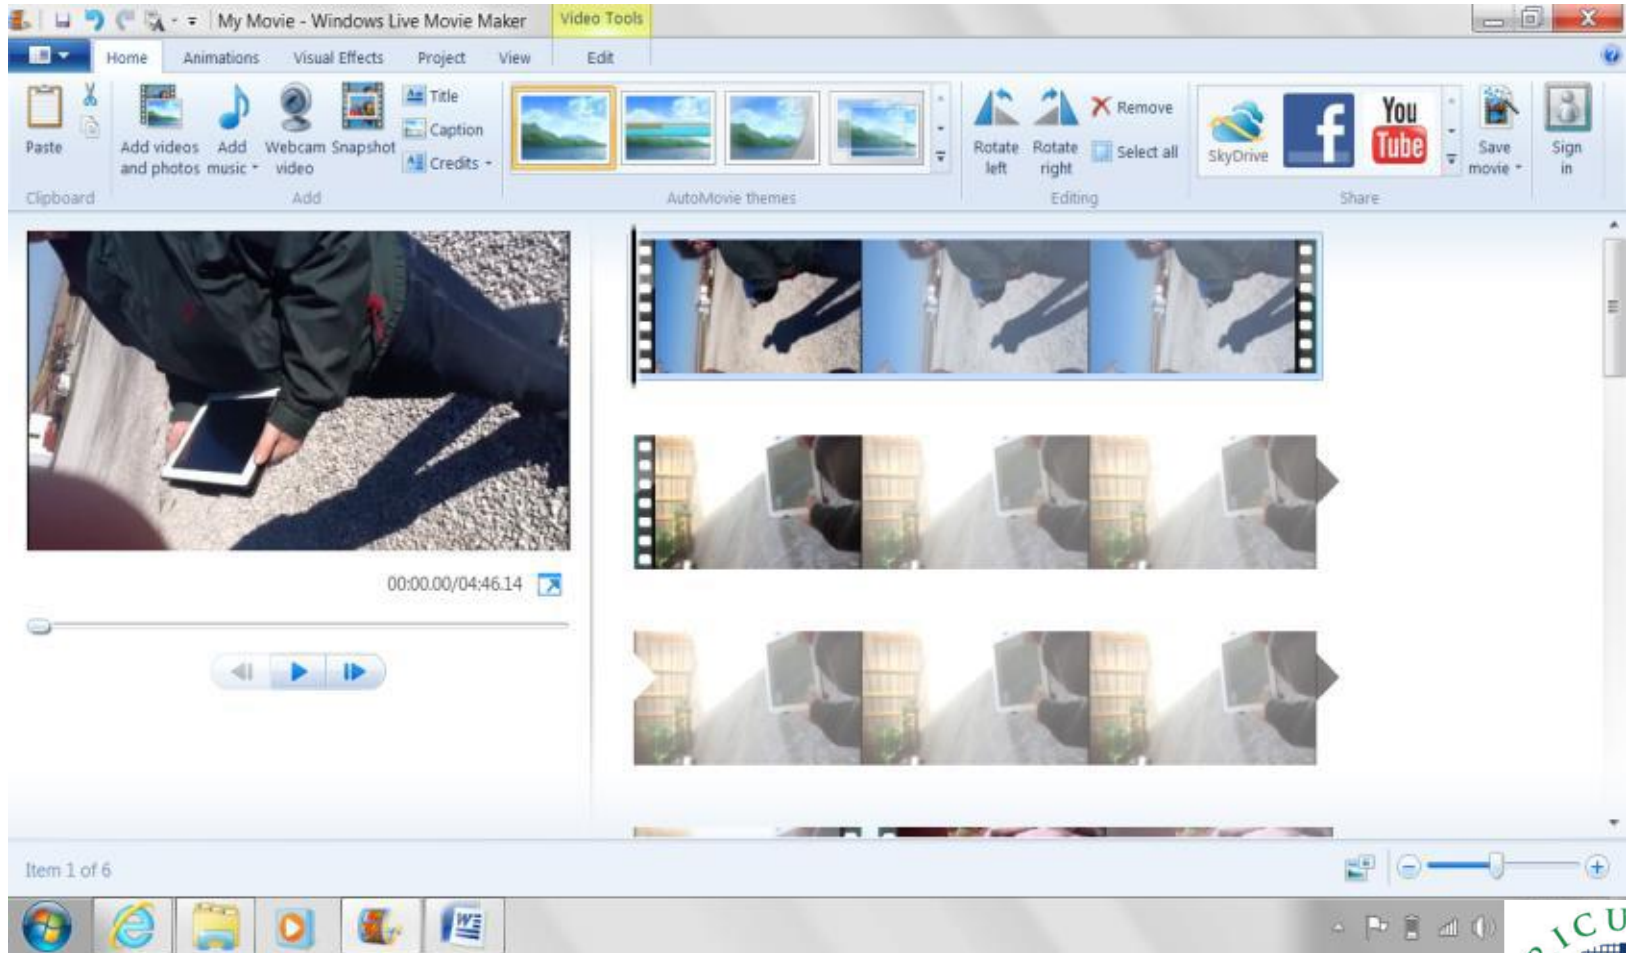 My Movie - Windows Live Movie Maker
Video Tools
Home Animations Visual Effects Project View Edit
Paste
Add videos and photos
Add music
Webcam video
Snapshot
Title
Caption
Credits
Rotate left
Rotate right
Remove
Select all
SkyDrive
f
You Tube
Save movie
Sign in
Clipboard Add AutoMovie themes Editing Share
00:00.00/04:46.14
Item 1 of 6
W
ICU